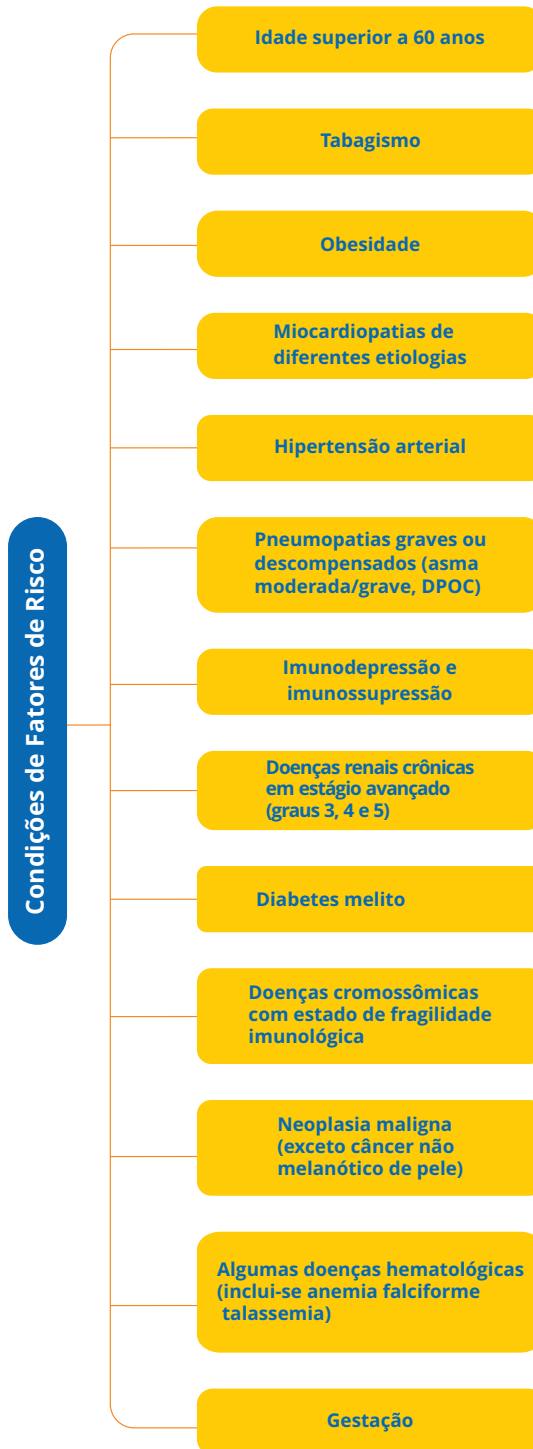 Condições de Fatores de Risco
Idade superior a 60 anos
Tabagismo
Obesidade
Miocardiopatias de
diferentes etiologias
Hipertensão arterial
Pneumopatias graves ou
descompensados (asma
moderada/grave, DPOC)
Imunodepressão e
imunossupressão
Doenças renais crônicas
em estágio avançado
(graus 3, 4 e 5)
Diabetes melito
Doenças cromossômicas
com estado de fragilidade
imunológica
Neoplasia maligna
(exceto câncer não
melanótico de pele)
Algumas doenças hematológicas
(inclui-se anemia falciforme
talassemia)
Gestação